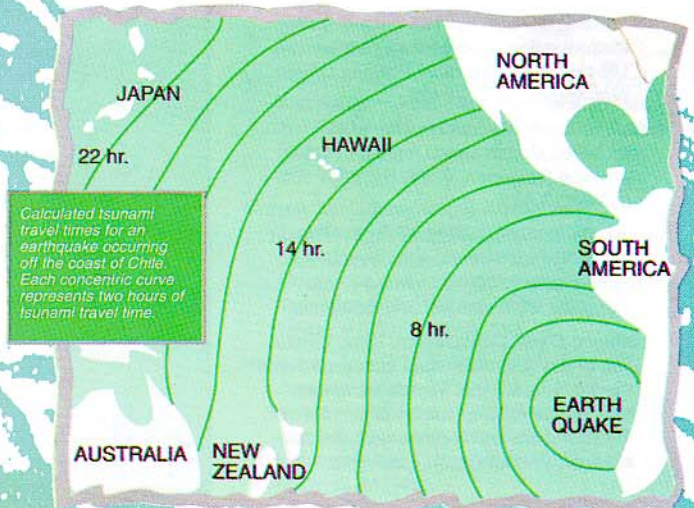 NORTH
AMERICA
JAPAN
HAWAII
22 hr.
Calculated tsunami
travel times for an
earthquake occurring
off the coast of Chile.
Each concentric curve
represents two hours of
tsunami travel time.
14 hr.
SOUTH
AMERICA
8 hr.
EARTH
QUAKE
AUSTRALIA
NEW
ZEALAND